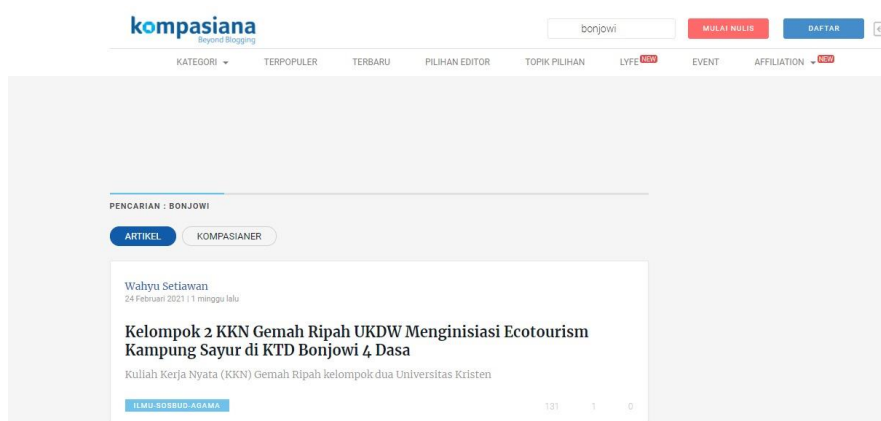 kompasiana
Beyond Blogging
bonjowi
MULAI NULIS
DAFTAR
KATEGORI
TERPOPULER
TERBARU
PILIHAN EDITOR
TOPIK PILIHAN
LYFE NEW
EVENT
AFFILIATION NEW
PENCARIAN : BONJOWI
ARTIKEL
KOMPASIANER
Wahyu Setiawan
24 Februari 2021 | 1 minggu lalu
Kelompok 2 KKN Gemah Ripah UKDW Menginisiasi Ecotourism
Kampung Sayur di KTD Bonjowi 4 Dasa
Kuliah Kerja Nyata (KKN) Gemah Ripah kelompok dua Universitas Kristen
ILMU-SOSBUD-AGAMA
131 1 0